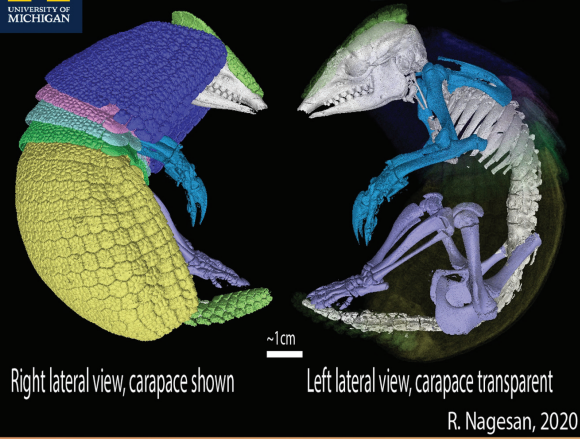 UNIVERSITY OF
MICHIGAN
~1cm
Right lateral view, carapace shown
Left lateral view, carapace transparent
R. Nagesan, 2020